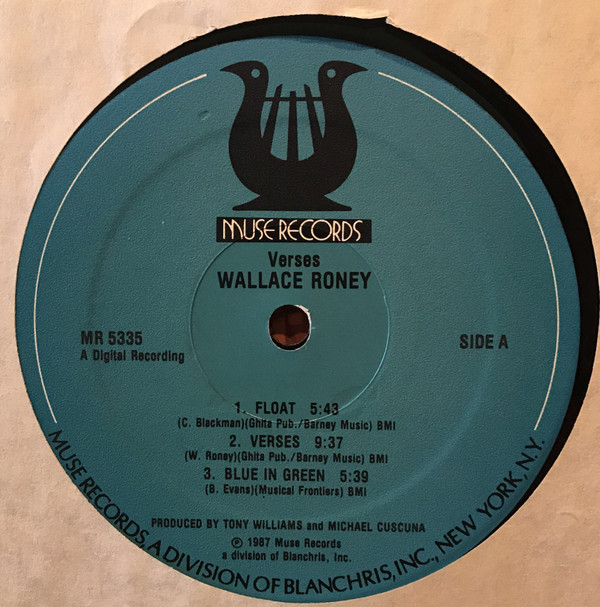 MUSE RECORDS
Verses
WALLACE RONEY
MR 5335
A Digital Recording
SIDE A
1. FLOAT 5:43
(C. Blackman)(Ghita Pub./Barney Music) BMI
2. VERSES 9:37
(W. Roney)(Ghita Pub./Barney Music) BMI
3. BLUE IN GREEN 5:39
(B. Evans)(Musical Frontiers) BMI
PRODUCED BY TONY WILLIAMS and MICHAEL CUSCUNA
℗ 1987 Muse Records
a division of Blanchris, Inc.
MUSE RECORDS, A DIVISION OF BLANCHRIS, INC., NEW YORK, N.Y.